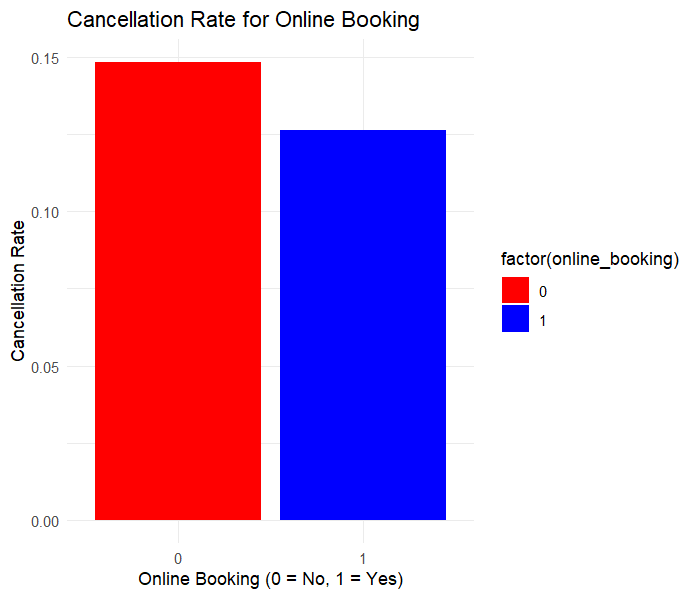 Cancellation Rate for Online Booking
Cancellation Rate
0.15
0.10
0.05
0.00
0
1
Online Booking (0 = No, 1 = Yes)
factor(online_booking)
0
1